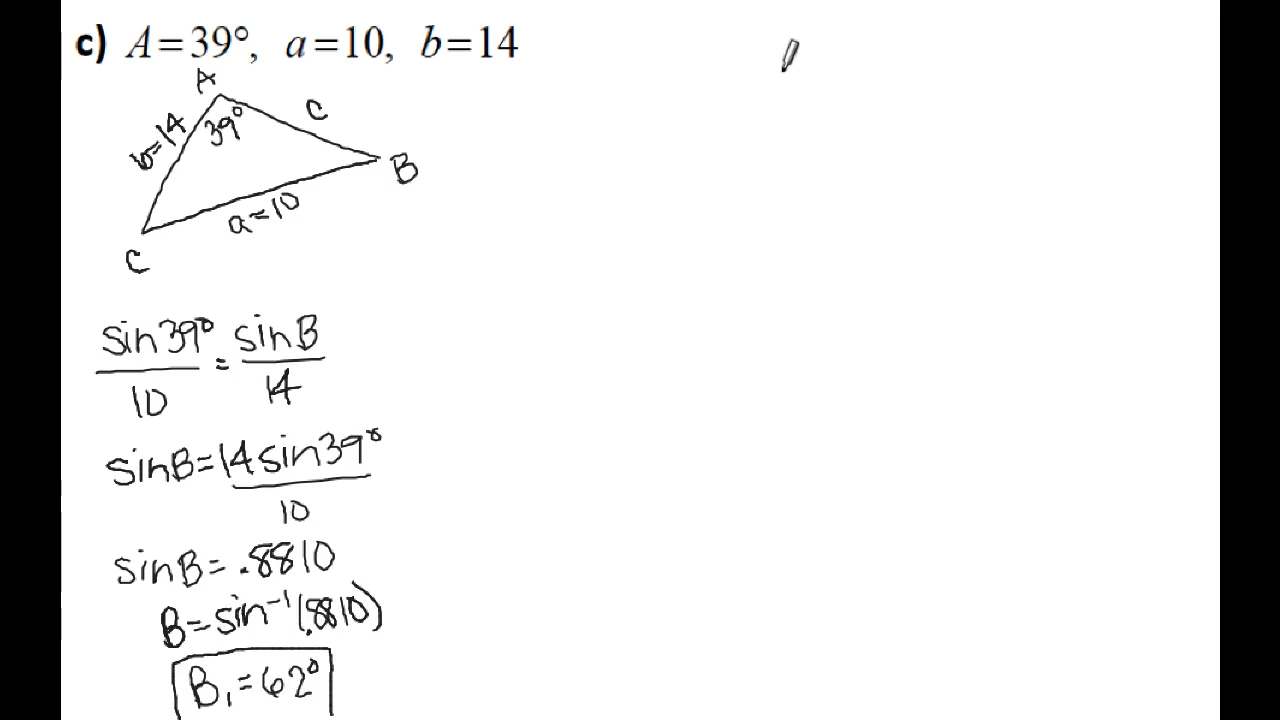 c) A=39°, a=10, b=14
A
b=14
39°
C
B
a=10
C
sin39° = sinB
10 14
sinB=14sin39°
10
sinB= .8810
B=sin⁻¹(.8810)
B₁=62°